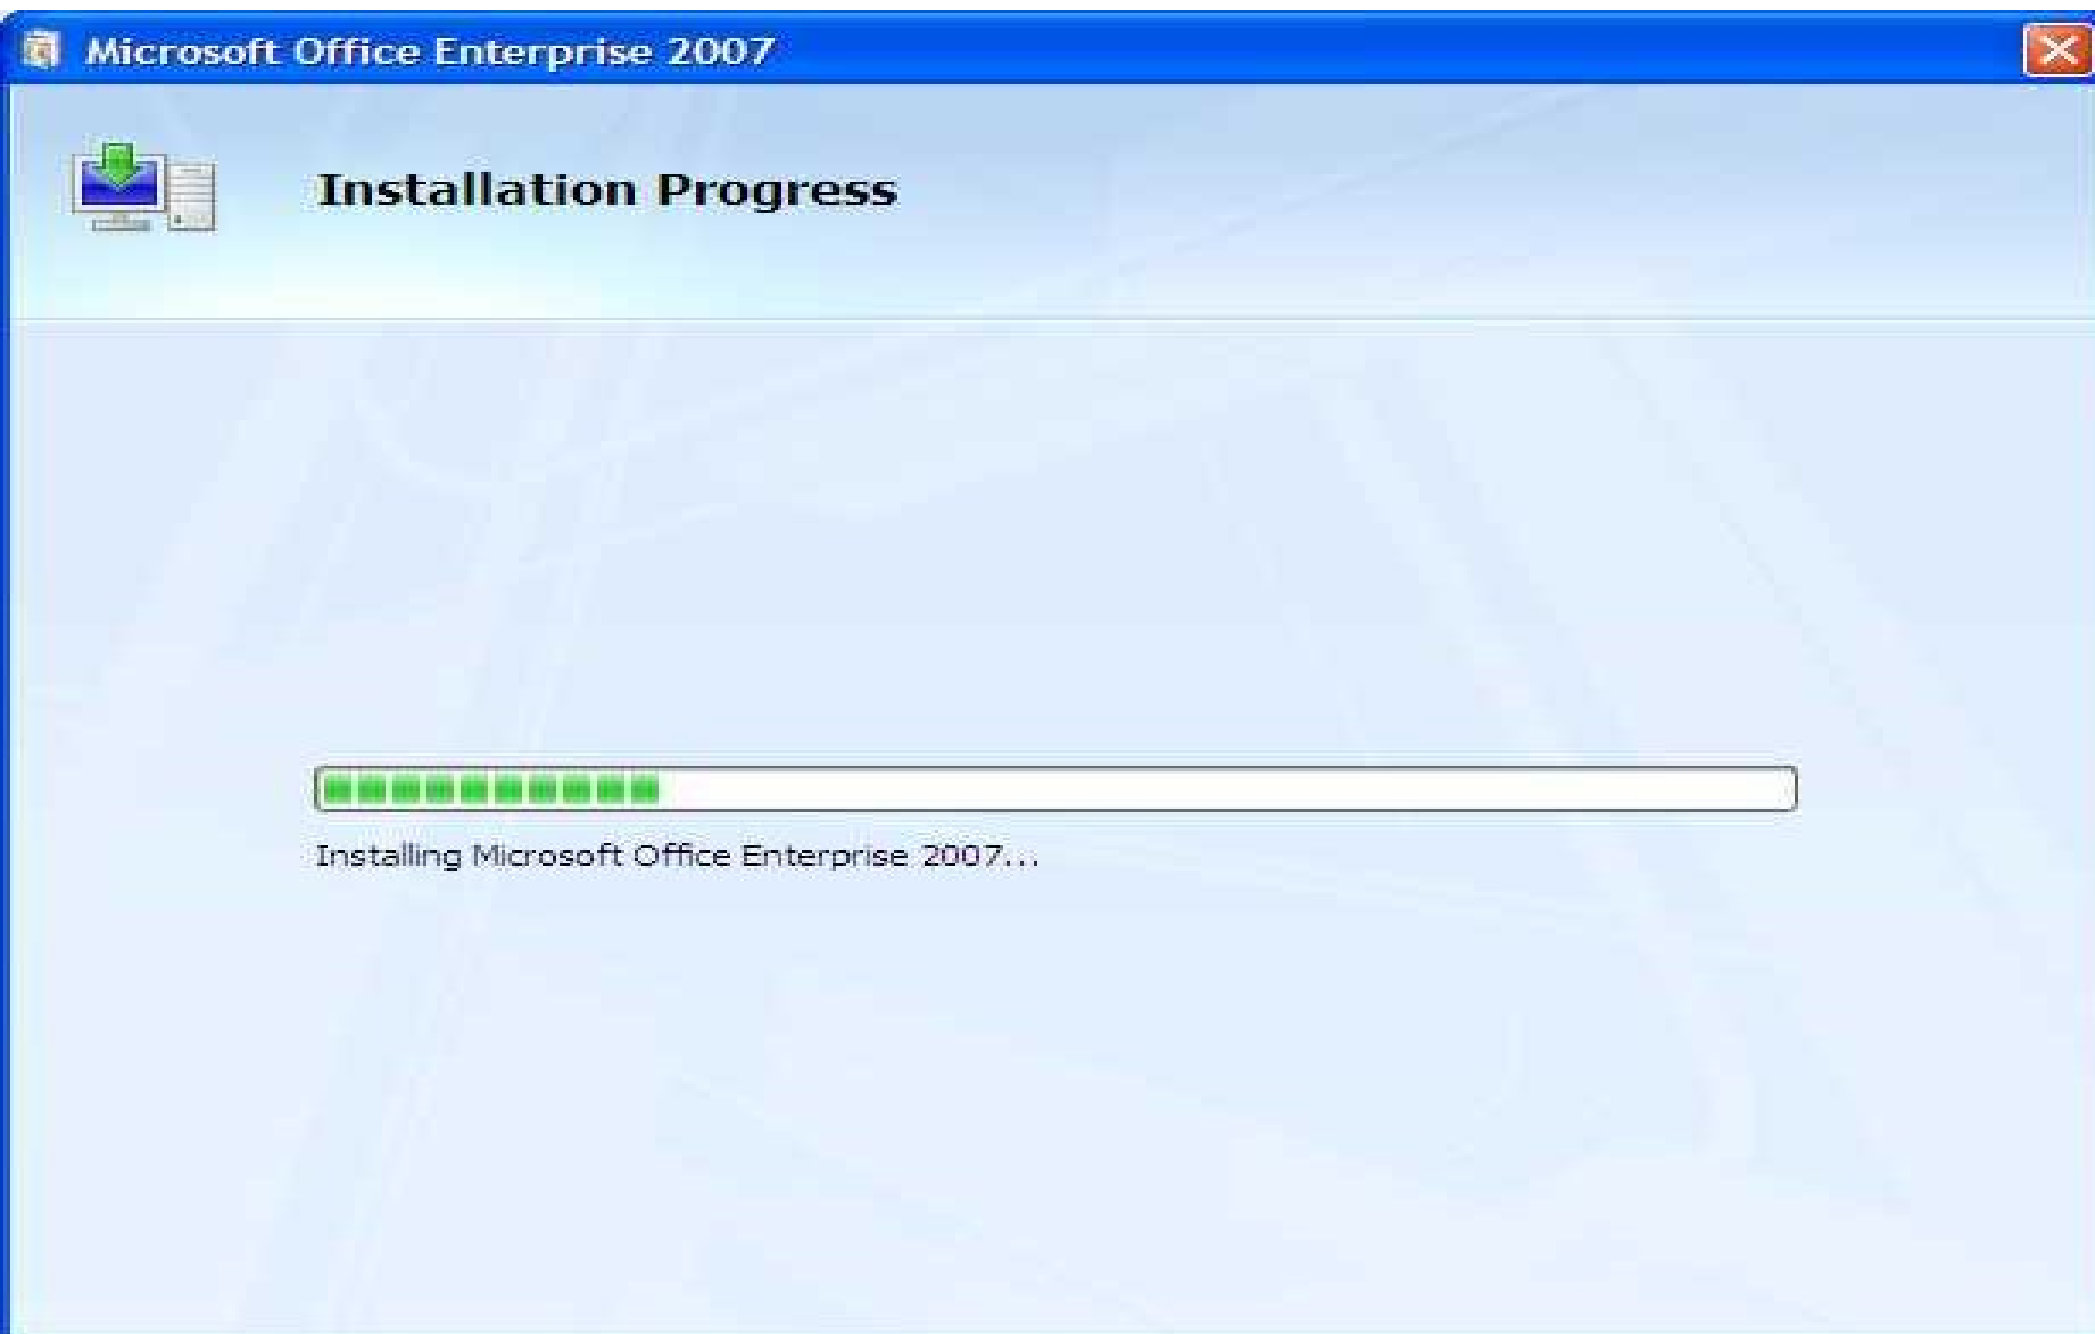 Microsoft Office Enterprise 2007
Installation Progress
Installing Microsoft Office Enterprise 2007...